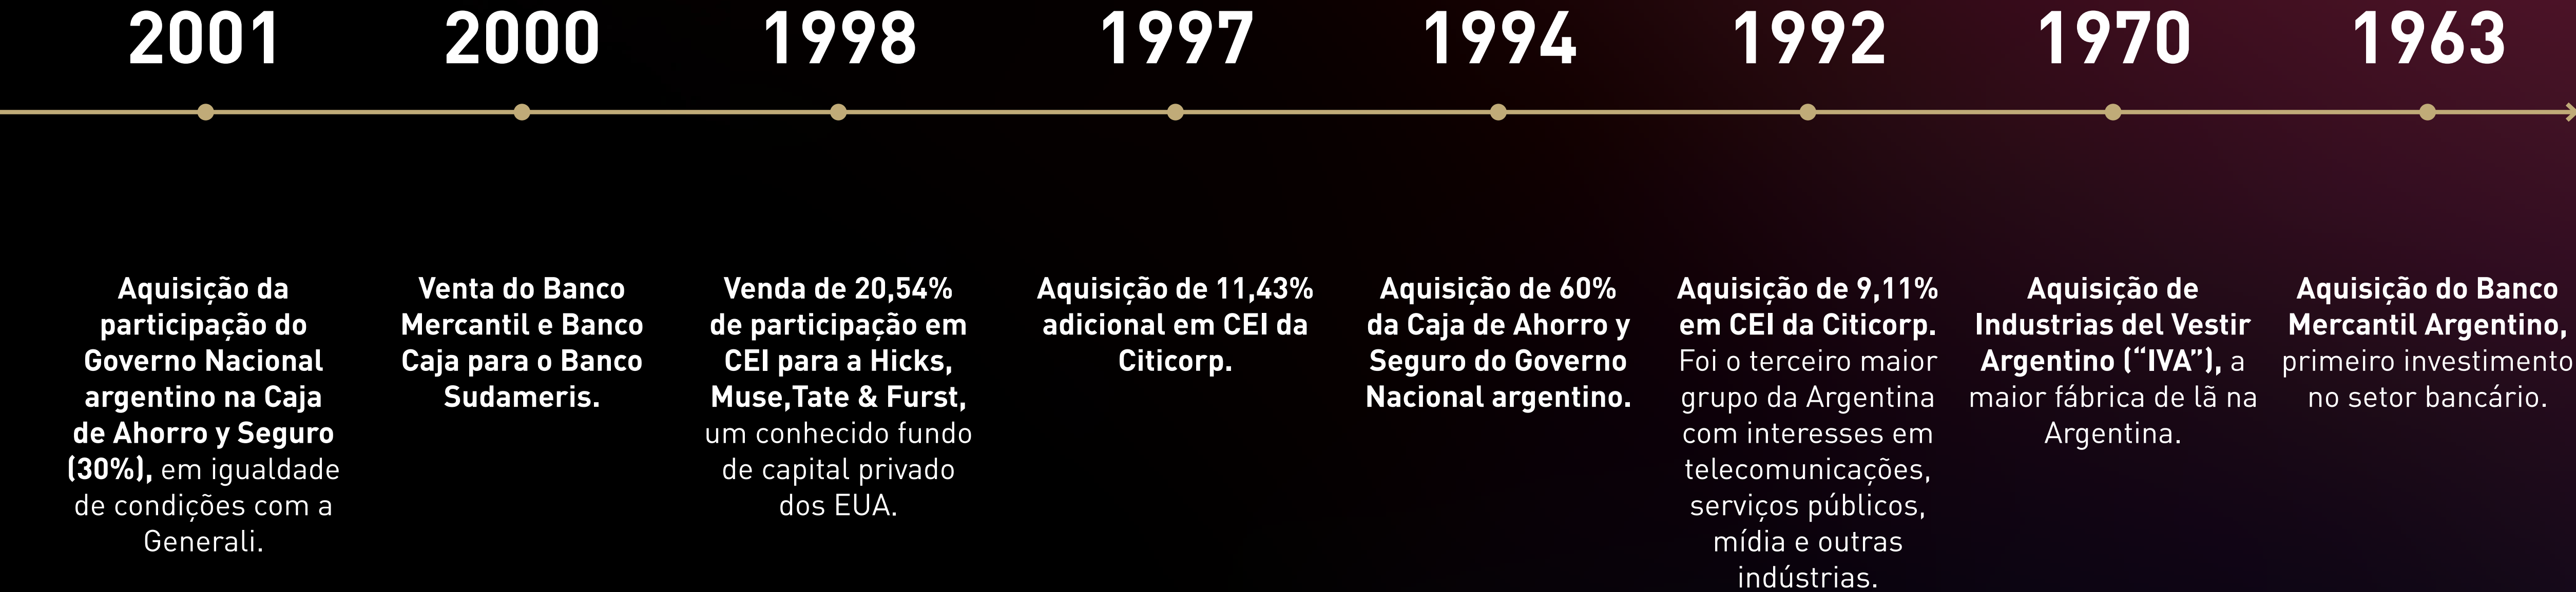 2001
Aquisição da
participação do
Governo Nacional
argentino na Caja
de Ahorro y Seguro
(30%), em igualdade
de condições com a
Generali.
2000
Venta do Banco
Mercantil e Banco
Caja para o Banco
Sudameris.
1998
Venda de 20,54%
de participação em
CEI para a Hicks,
Muse,Tate & Furst,
um conhecido fundo
de capital privado
dos EUA.
1997
Aquisição de 11,43%
adicional em CEI da
Citicorp.
1994
Aquisição de 60%
da Caja de Ahorro y
Seguro do Governo
Nacional argentino.
1992
Aquisição de 9,11%
em CEI da Citicorp.
Foi o terceiro maior
grupo da Argentina
com interesses em
telecomunicações,
serviços públicos,
mídia e outras
indústrias.
1970
Aquisição de
Industrias del Vestir
Argentino (“IVA”), a
maior fábrica de lã na
Argentina.
1963
Aquisição do Banco
Mercantil Argentino,
primeiro investimento
no setor bancário.